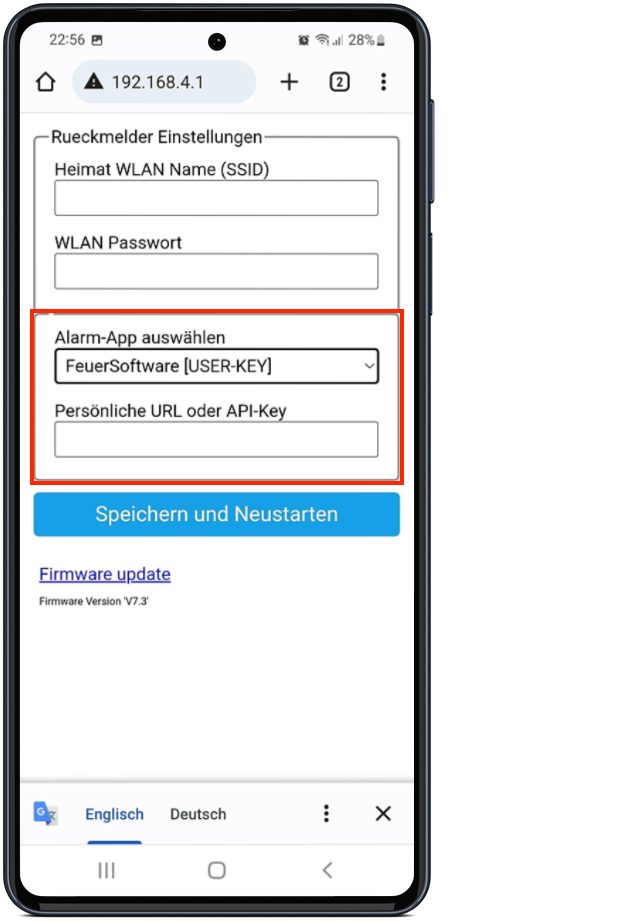 22:56
28%
192.168.4.1
2
Rueckmelder Einstellungen
Heimat WLAN Name (SSID)
WLAN Passwort
Alarm-App auswählen
FeuerSoftware [USER-KEY]
Persönliche URL oder API-Key
Speichern und Neustarten
Firmware update
Firmware Version 'V7.3'
Englisch Deutsch